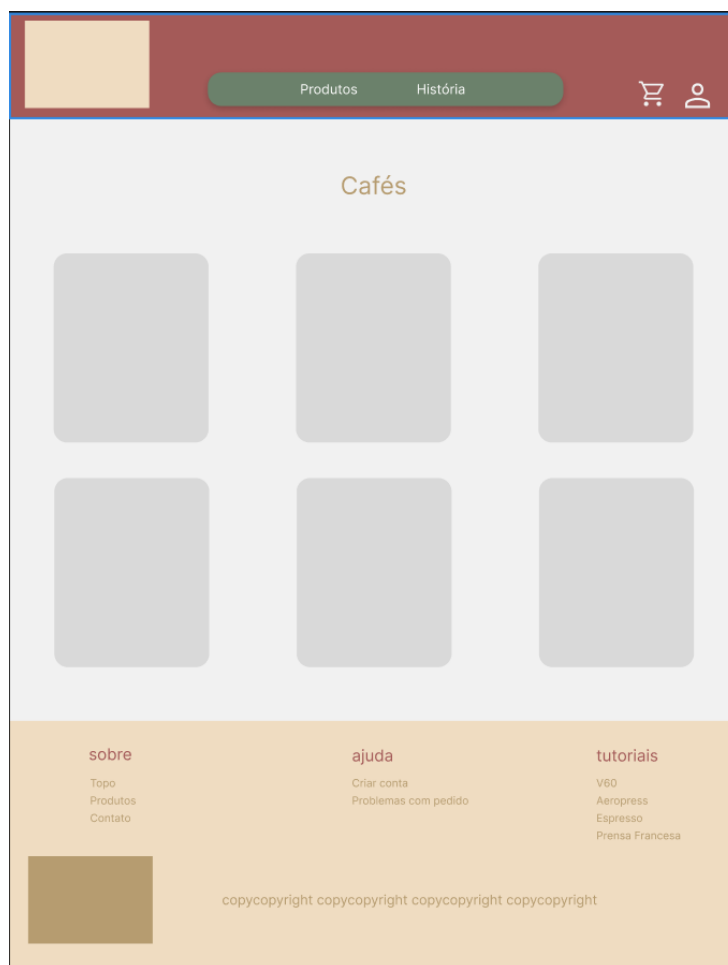 Produtos
História
Cafés
sobre
Topo
Produtos
Contato
ajuda
Criar conta
Problemas com pedido
tutoriais
V60
Aeropress
Espresso
Prensa Francesa
copycopyright copycopyright copycopyright copycopyright